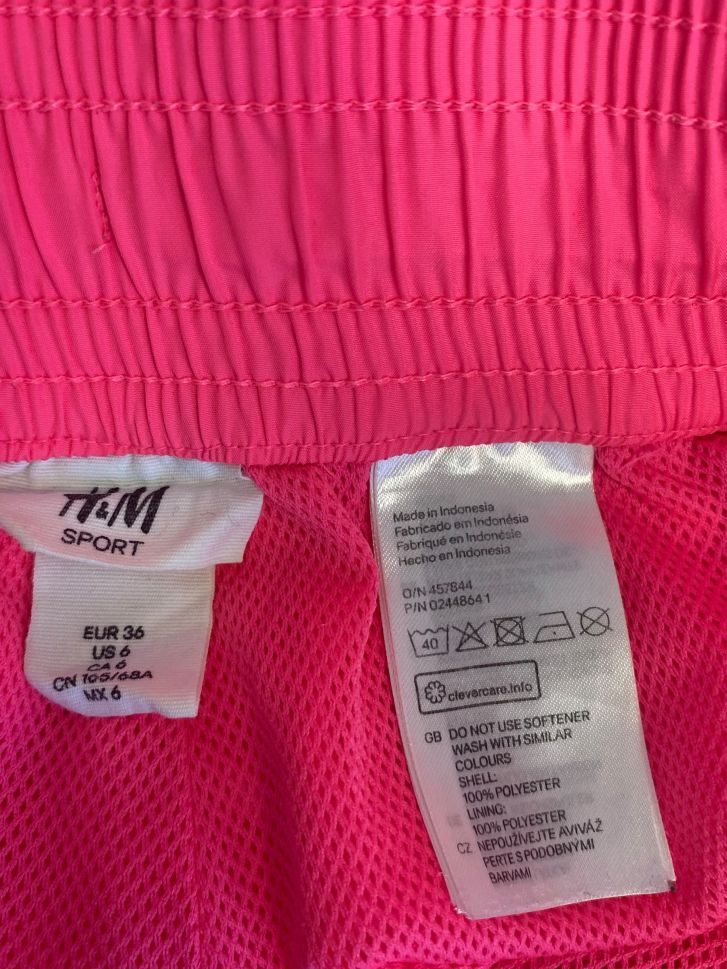 H&M
SPORT
EUR 36
US 6
CA 6
CN 165/68A
MX 6
Made in Indonesia
Fabricado em Indonésia
Fabriqué en Indonésie
Hecho en Indonesia
O/N 457844
P/N 02448641
40
clevercare.info
GB DO NOT USE SOFTENER
WASH WITH SIMILAR
COLOURS
SHELL:
100% POLYESTER
LINING:
100% POLYESTER
CZ NEPOUŽÍVEJTE AVIVÁŽ
PERTE S PODOBNÝMI
BARVAMI